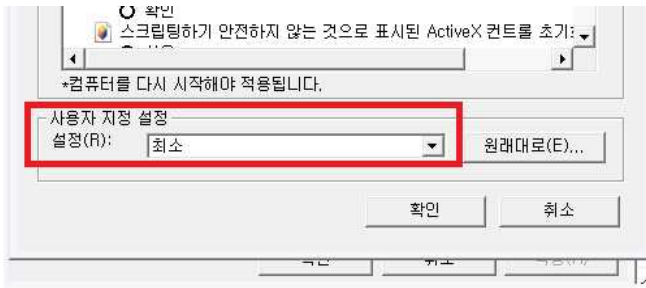 확인
스크립팅하기 안전하지 않는 것으로 표시된 ActiveX 컨트롤 초기
*컴퓨터를 다시 시작해야 적용됩니다.
사용자 지정 설정
설정(R): 최소 원래대로(E)...
확인 취소